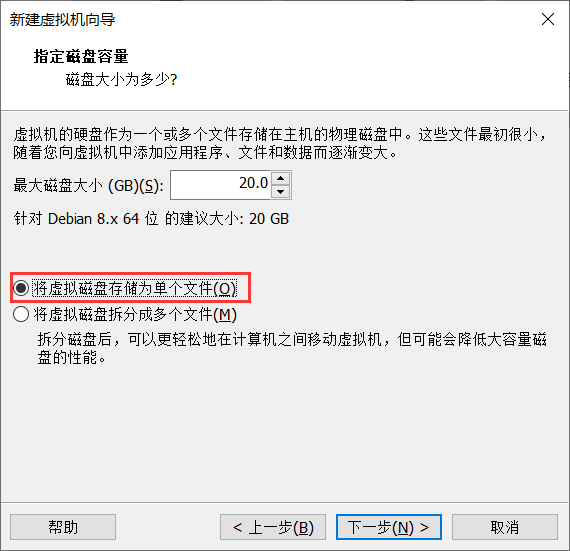 新建虚拟机向导
指定磁盘容量
磁盘大小为多少?
虚拟机的硬盘作为一个或多个文件存储在主机的物理磁盘中。这些文件最初很小，
随着您向虚拟机中添加应用程序、文件和数据而逐渐变大。
最大磁盘大小 (GB)(S): 20.0
针对 Debian 8.x 64 位 的建议大小: 20 GB
将虚拟磁盘存储为单个文件(O)
将虚拟磁盘拆分成多个文件(M)
拆分磁盘后，可以更轻松地在计算机之间移动虚拟机，但可能会降低大容量磁
盘的性能。
帮助 < 上一步(B) 下一步(N) > 取消